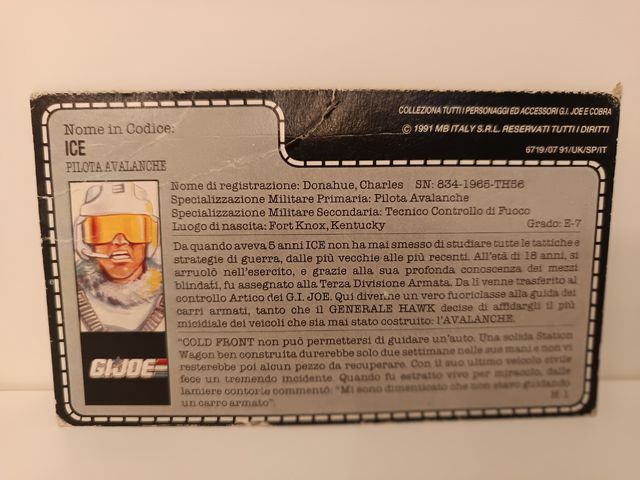 COLLEZIONA TUTTI I PERSONAGGI ED ACCESSORI G.I. JOE E COBRA
© 1991 MB ITALY S.R.L. RESERVATI TUTTI I DIRITTI
6719/07 91/UK/SP/IT
Nome in Codice:
ICE
PILOTA AVALANCHE
Nome di registrazione: Donahue, Charles SN: 834-1965-TH56
Specializzazione Militare Primaria: Pilota Avalanche
Specializzazione Militare Secondaria: Tecnico Controllo di Fuoco
Luogo di nascita: Fort Knox, Kentucky Grado: E-7
Da quando aveva 5 anni ICE non ha mai smesso di studiare tutte le tattiche e
strategie di guerra, dalle più vecchie alle più recenti. All'età di 18 anni, si
arruolò nell'esercito, e grazie alla sua profonda conoscenza dei mezzi
blindati, fu assegnato alla Terza Divisione Armata. Da lì venne trasferito al
controllo Artico dei G.I. JOE. Qui divenne un vero fuoriclasse alla guida dei
carri armati, tanto che il GENERALE HAWK decise di affidargli il più
micidiale dei veicoli che sia mai stato costruito: l'AVALANCHE.
"COLD FRONT non può permettersi di guidare un'auto. Una solida Station
Wagon ben construita durerebbe solo due settimane nelle sue mani e non vi
resterebbe poi alcun pezzo da recuperare. Con il suo ultimo veicolo civile
fece un tremendo incidente. Quando fu estratto vivo per miracolo, dalle
lamiere contorte commentò: "Mi sono dimenticato che non stavo guidando
un carro armato". M-1
GI JOE